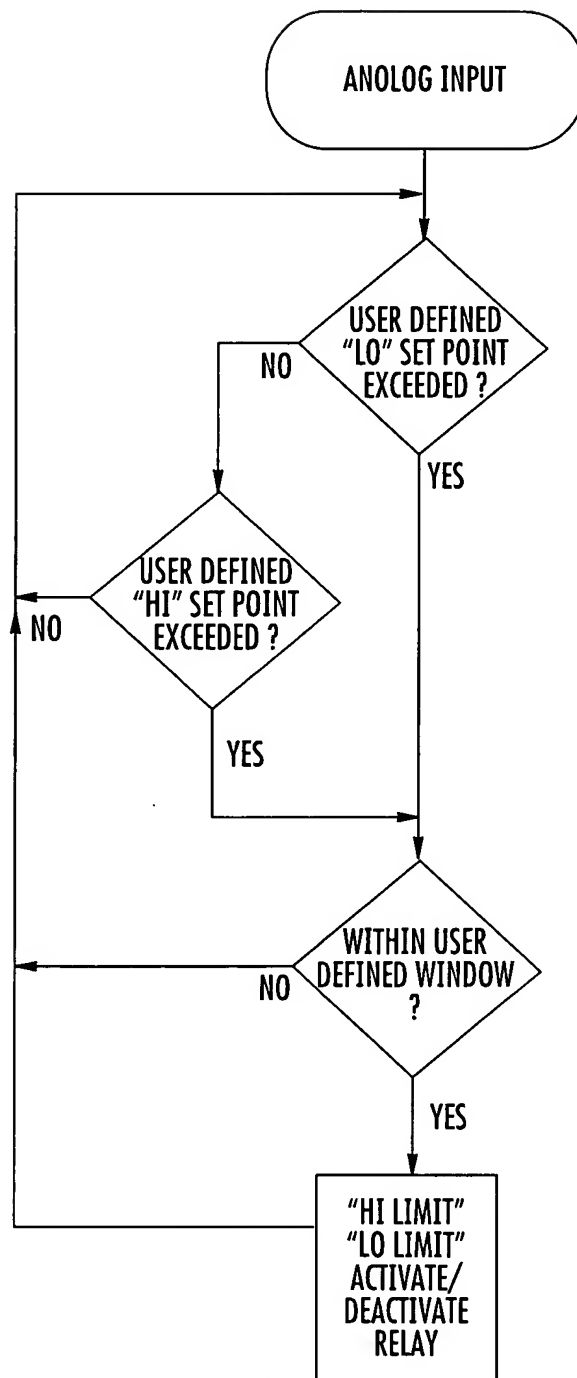 ANOLOG INPUT
USER DEFINED
"LO" SET POINT
EXCEEDED ?
NO
YES
USER DEFINED
"HI" SET POINT
EXCEEDED ?
NO
YES
WITHIN USER
DEFINED WINDOW
?
NO
YES
"HI LIMIT"
"LO LIMIT"
ACTIVATE/
DEACTIVATE
RELAY